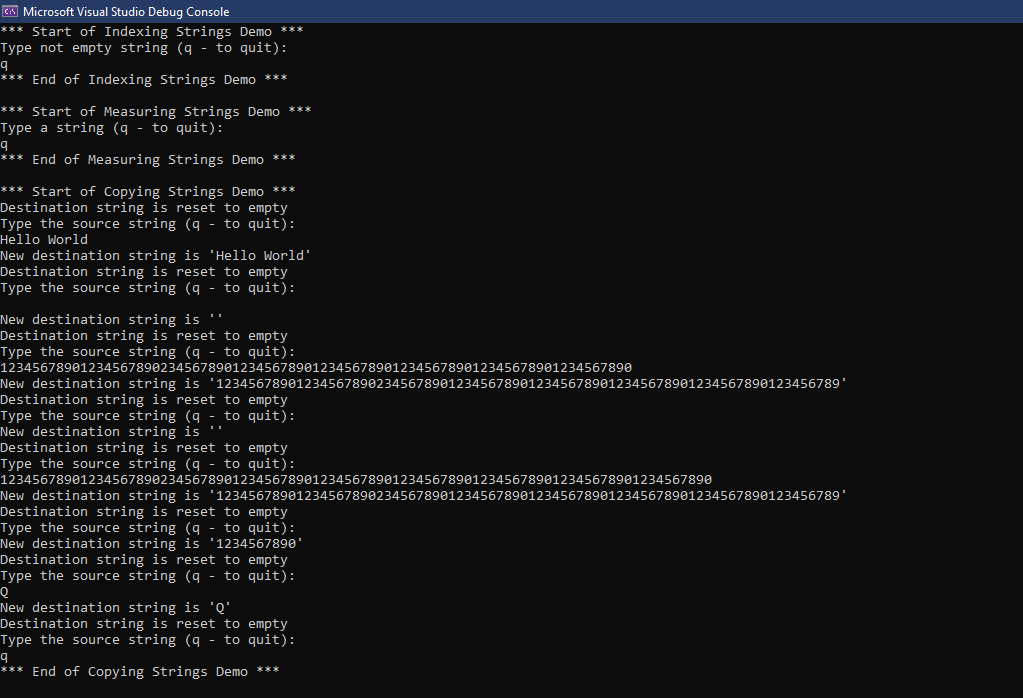 Microsoft Visual Studio Debug Console
*** Start of Indexing Strings Demo ***
Type not empty string (q - to quit):
q
*** End of Indexing Strings Demo ***
*** Start of Measuring Strings Demo ***
Type a string (q - to quit):
q
*** End of Measuring Strings Demo ***
*** Start of Copying Strings Demo ***
Destination string is reset to empty
Type the source string (q - to quit):
Hello World
New destination string is 'Hello World'
Destination string is reset to empty
Type the source string (q - to quit):
New destination string is ''
Destination string is reset to empty
Type the source string (q - to quit):
1234567890123456789023456789012345678901234567890123456789012345678901234567890
New destination string is '123456789012345678902345678901234567890123456789012345678901234567890123456789'
Destination string is reset to empty
Type the source string (q - to quit):
New destination string is ''
Destination string is reset to empty
Type the source string (q - to quit):
12345678901234567890234567890123456789012345678901234567890123456789012345678901234567890
New destination string is '123456789012345678902345678901234567890123456789012345678901234567890123456789'
Destination string is reset to empty
Type the source string (q - to quit):
New destination string is '1234567890'
Destination string is reset to empty
Type the source string (q - to quit):
Q
New destination string is 'Q'
Destination string is reset to empty
Type the source string (q - to quit):
q
*** End of Copying Strings Demo ***